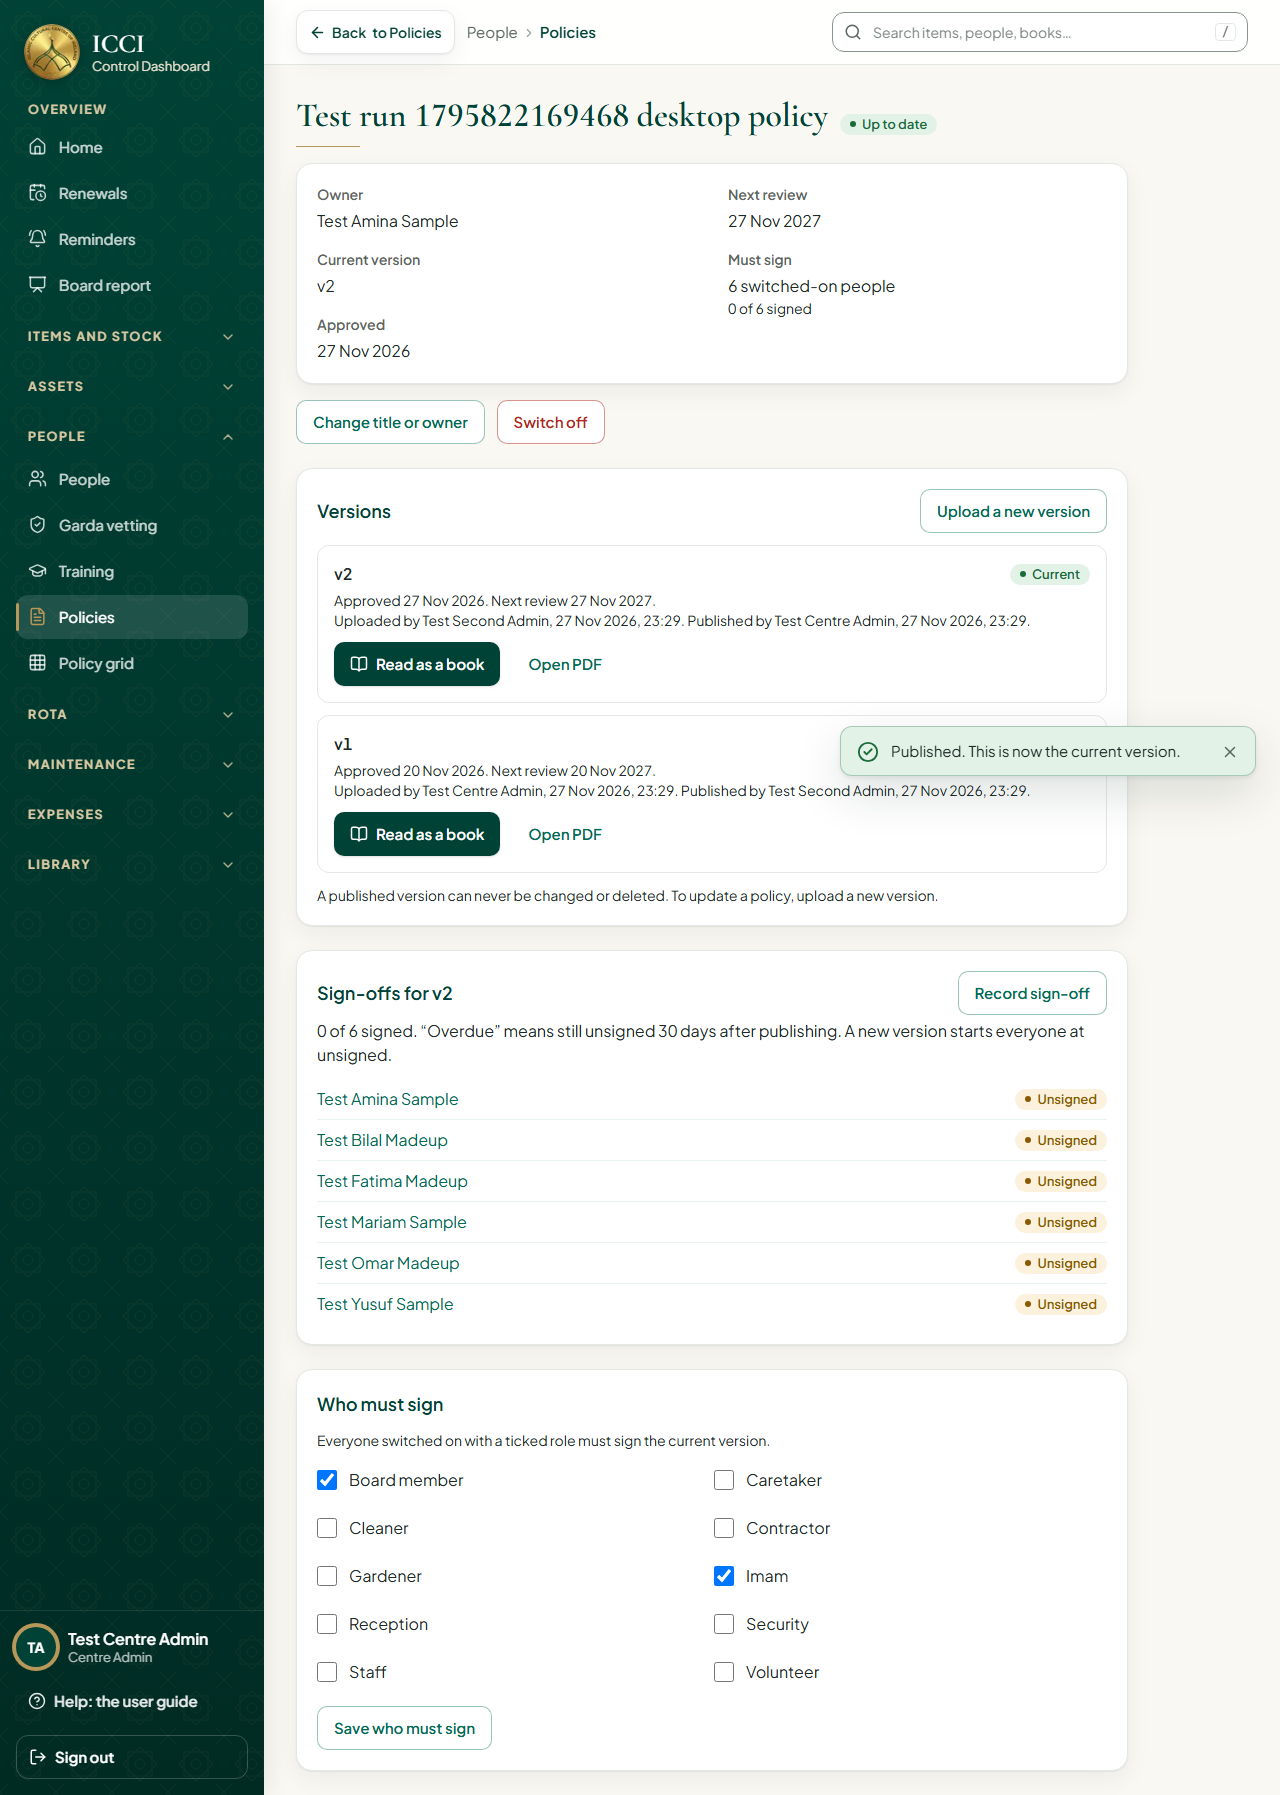 ICCI
Control Dashboard
OVERVIEW
Home
Renewals
Reminders
Board report
ITEMS AND STOCK
ASSETS
PEOPLE
People
Garda vetting
Training
Policies
Policy grid
ROTA
MAINTENANCE
EXPENSES
LIBRARY
TA
Test Centre Admin
Centre Admin
Help: the user guide
Sign out
Back to Policies
People > Policies
Search items, people, books…
/
Test run 1795822169468 desktop policy
Up to date
Owner
Test Amina Sample
Current version
v2
Approved
27 Nov 2026
Next review
27 Nov 2027
Must sign
6 switched-on people
0 of 6 signed
Change title or owner
Switch off
Versions
Upload a new version
v2
Current
Approved 27 Nov 2026. Next review 27 Nov 2027.
Uploaded by Test Second Admin, 27 Nov 2026, 23:29. Published by Test Centre Admin, 27 Nov 2026, 23:29.
Read as a book
Open PDF
v1
Published. This is now the current version.
Approved 20 Nov 2026. Next review 20 Nov 2027.
Uploaded by Test Centre Admin, 27 Nov 2026, 23:29. Published by Test Second Admin, 27 Nov 2026, 23:29.
Read as a book
Open PDF
A published version can never be changed or deleted. To update a policy, upload a new version.
Sign-offs for v2
Record sign-off
0 of 6 signed. “Overdue” means still unsigned 30 days after publishing. A new version starts everyone at
unsigned.
Test Amina Sample
Unsigned
Test Bilal Madeup
Unsigned
Test Fatima Madeup
Unsigned
Test Mariam Sample
Unsigned
Test Omar Madeup
Unsigned
Test Yusuf Sample
Unsigned
Who must sign
Everyone switched on with a ticked role must sign the current version.
Board member
Caretaker
Cleaner
Contractor
Gardener
Imam
Reception
Security
Staff
Volunteer
Save who must sign